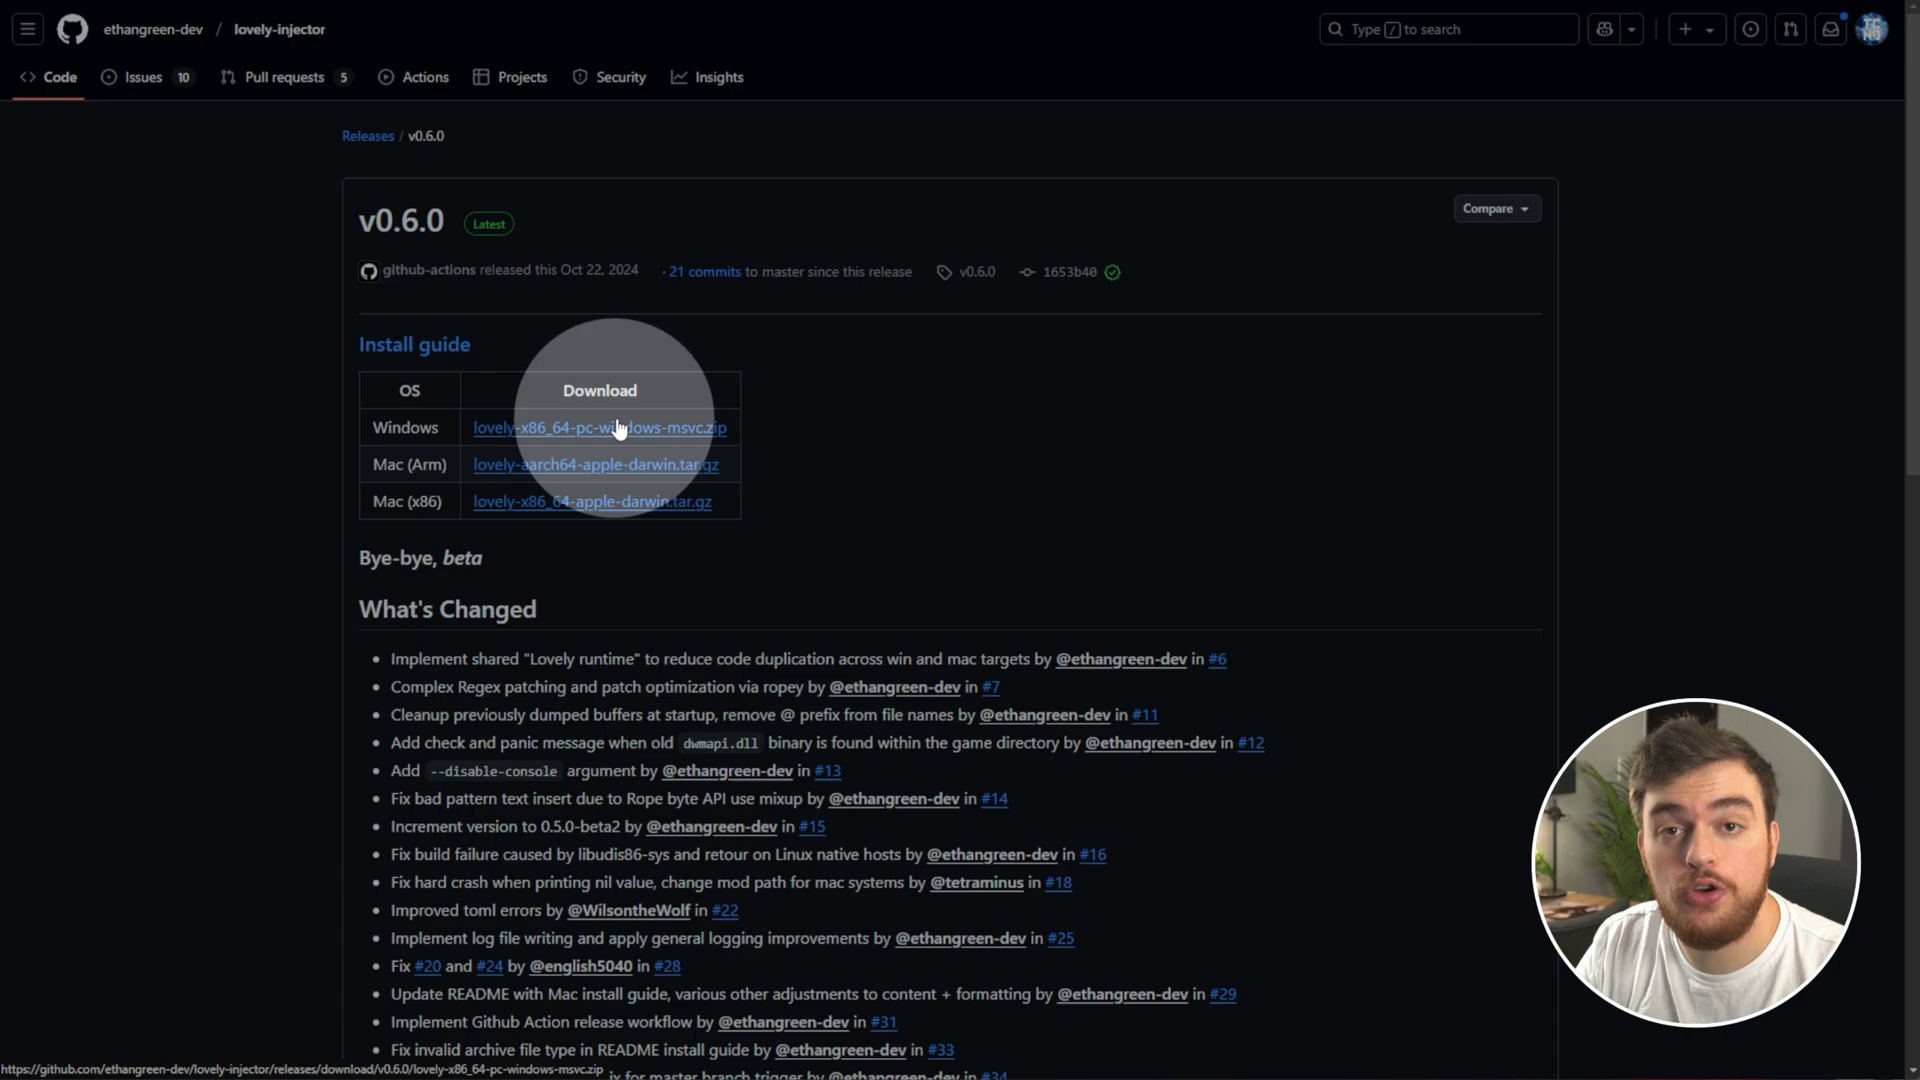 ethangreen-dev / lovely-injector
Type / to search
Code
Issues 10
Pull requests 5
Actions
Projects
Security
Insights
Releases / v0.6.0
v0.6.0 Latest
Compare
github-actions released this Oct 22, 2024 · 21 commits to master since this release v0.6.0 1653b40
Install guide
OS Download
Windows lovely-x86_64-pc-windows-msvc.zip
Mac (Arm) lovely-aarch64-apple-darwin.tar.gz
Mac (x86) lovely-x86_64-apple-darwin.tar.gz
Bye-bye, beta
What's Changed
Implement shared "Lovely runtime" to reduce code duplication across win and mac targets by @ethangreen-dev in #6
Complex Regex patching and patch optimization via ropey by @ethangreen-dev in #7
Cleanup previously dumped buffers at startup, remove @ prefix from file names by @ethangreen-dev in #11
Add check and panic message when old dwmapi.dll binary is found within the game directory by @ethangreen-dev in #12
Add --disable-console argument by @ethangreen-dev in #13
Fix bad pattern text insert due to Rope byte API use mixup by @ethangreen-dev in #14
Increment version to 0.5.0-beta2 by @ethangreen-dev in #15
Fix build failure caused by libudis86-sys and retour on Linux native hosts by @ethangreen-dev in #16
Fix hard crash when printing nil value, change mod path for mac systems by @tetraminus in #18
Improved toml errors by @WilsontheWolf in #22
Implement log file writing and apply general logging improvements by @ethangreen-dev in #25
Fix #20 and #24 by @english5040 in #28
Update README with Mac install guide, various other adjustments to content + formatting by @ethangreen-dev in #29
Implement Github Action release workflow by @ethangreen-dev in #31
Fix invalid archive file type in README install guide by @ethangreen-dev in #33
for master branch trigger by @ethangreen-dev in #34
https://github.com/ethangreen-dev/lovely-injector/releases/download/v0.6.0/lovely-x86_64-pc-windows-msvc.zip